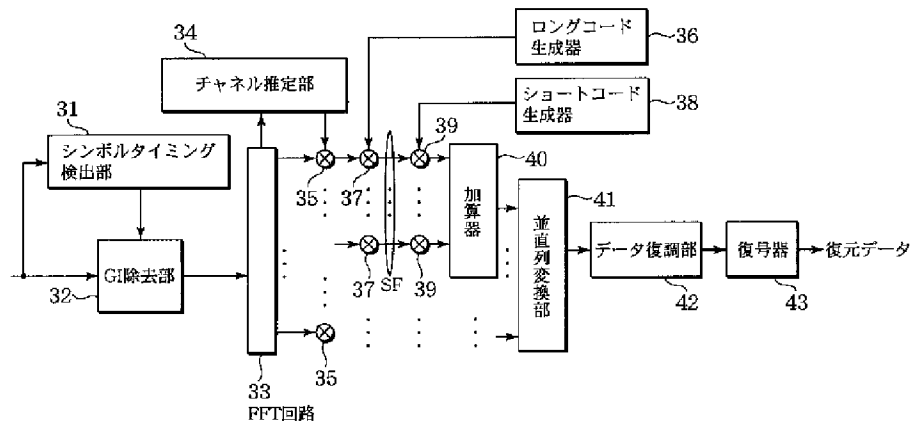 34
チャネル推定部
ロングコード
生成器
36
ショートコード
生成器
38
31
シンボルタイミング
検出部
35
37
39
40
加算器
41
並直列変換部
GI除去部
32
37
SF
39
データ復調部
42
復号器
43
復元データ
35
33
FFT回路